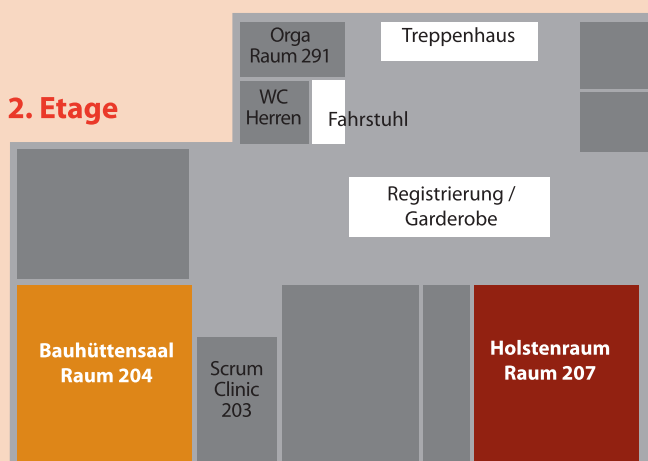 Orga
Raum 291
Treppenhaus
2. Etage
WC
Herren
Fahrstuhl
Registrierung /
Garderobe
Bauhüttensaal
Raum 204
Scrum
Clinic
203
Holstenraum
Raum 207